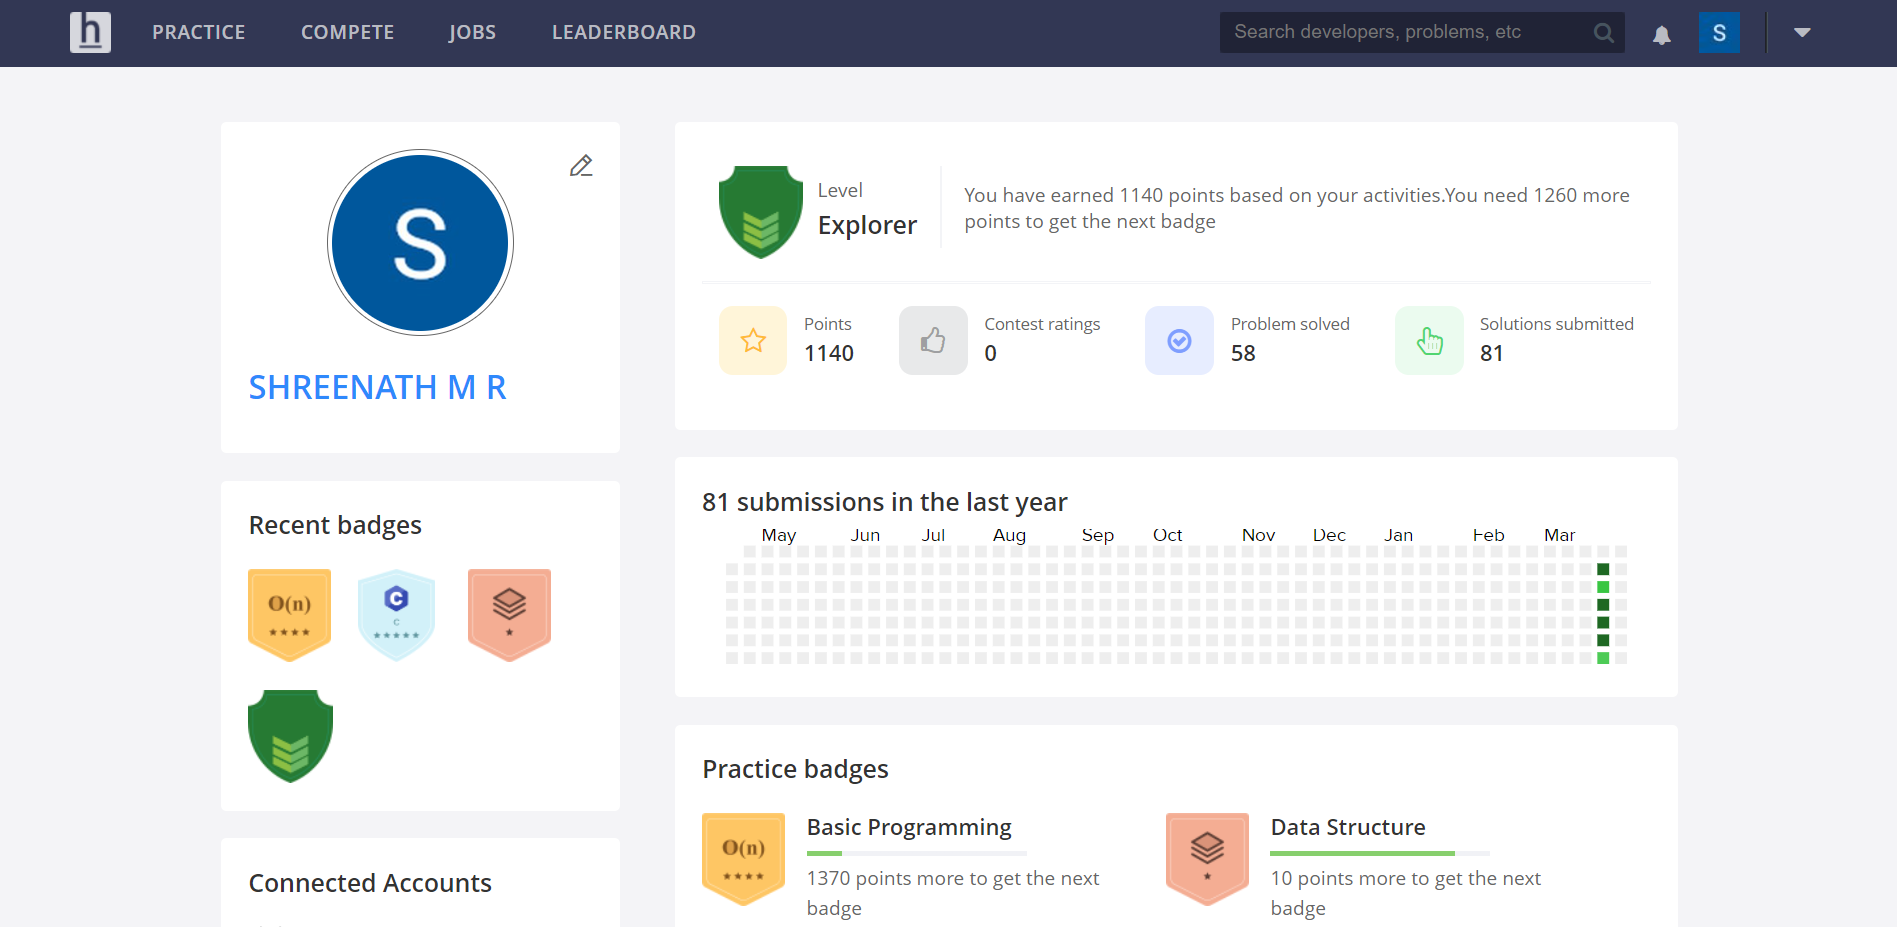 h PRACTICE COMPETE JOBS LEADERBOARD Search developers, problems, etc S
S
SHREENATH M R
Level
Explorer
You have earned 1140 points based on your activities.You need 1260 more
points to get the next badge
Points
1140
Contest ratings
0
Problem solved
58
Solutions submitted
81
Recent badges
O(n)
C
C
81 submissions in the last year
May Jun Jul Aug Sep Oct Nov Dec Jan Feb Mar
Practice badges
O(n)
Basic Programming
1370 points more to get the next
badge
Data Structure
10 points more to get the next
badge
Connected Accounts